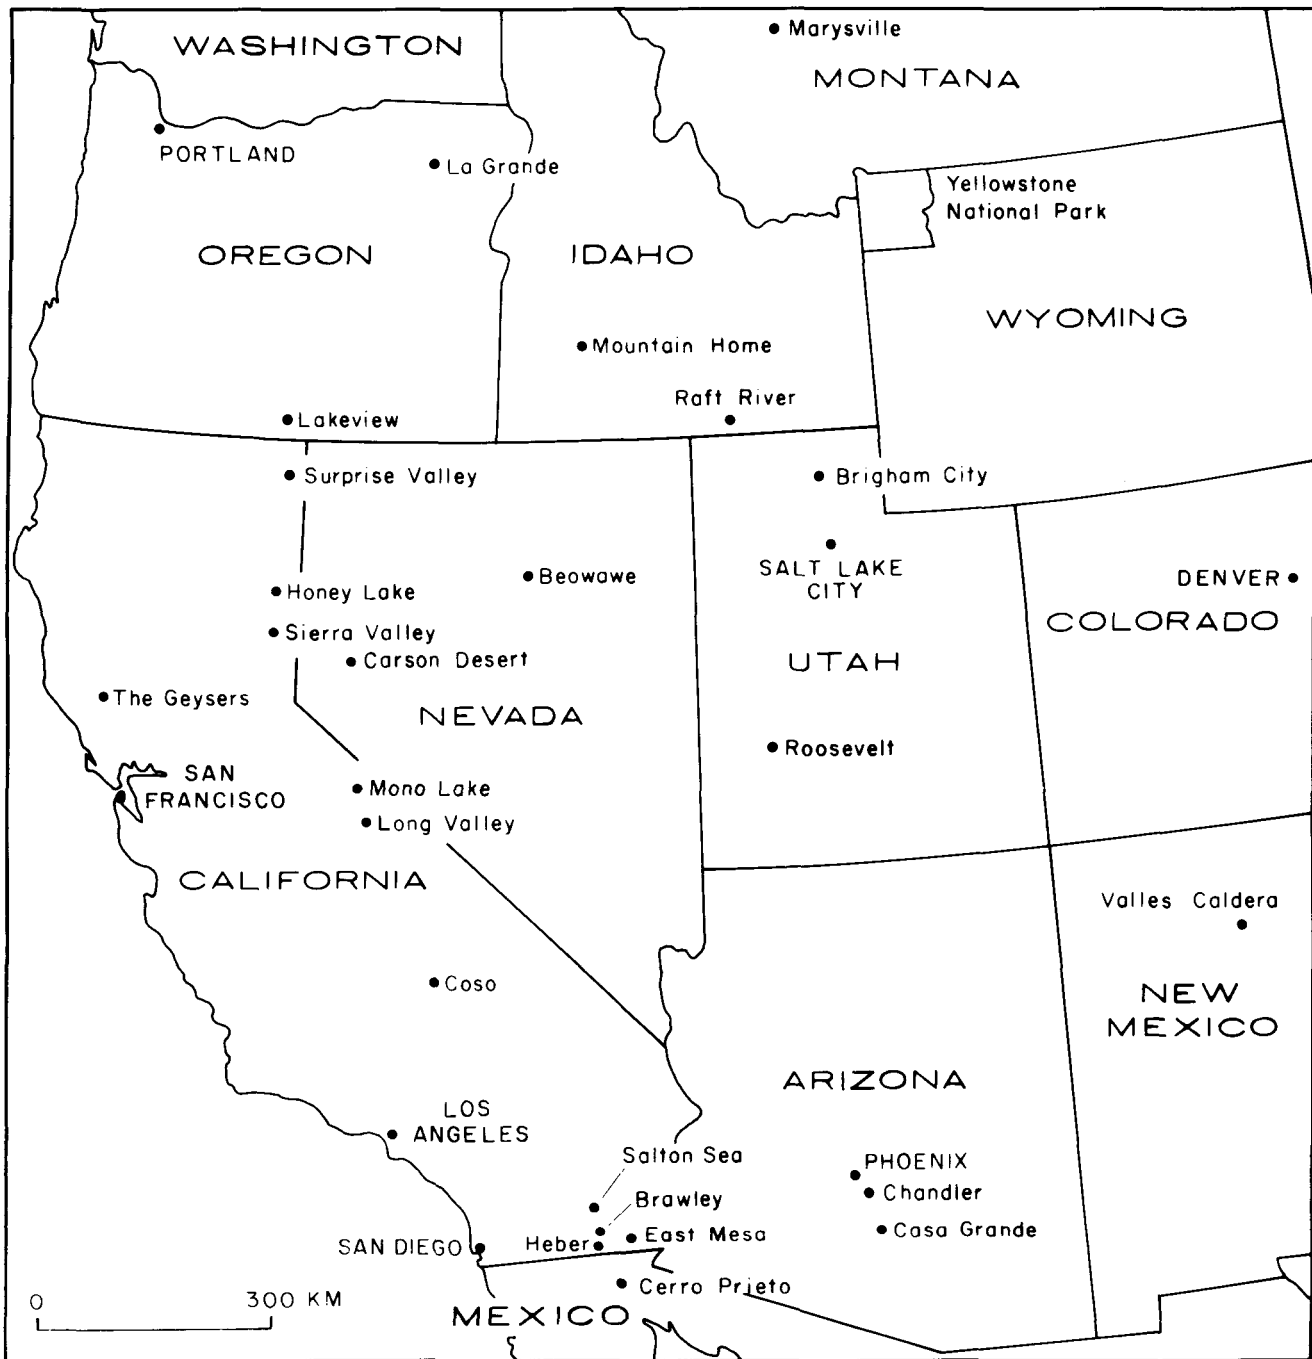 Marysville
WASHINGTON
MONTANA
PORTLAND
La Grande
Yellowstone
National Park
OREGON
IDAHO
WYOMING
Mountain Home
Raft River
Lakeview
Surprise Valley
Brigham City
Beowawe
SALT LAKE
CITY
DENVER
Honey Lake
COLORADO
Sierra Valley
Carson Desert
UTAH
The Geysers
NEVADA
Roosevelt
SAN
FRANCISCO
Mono Lake
Long Valley
CALIFORNIA
Valles Caldera
Coso
NEW
MEXICO
ARIZONA
LOS
ANGELES
Salton Sea
PHOENIX
Chandler
Brawley
Casa Grande
East Mesa
Heber
SAN DIEGO
Cerro Prieto
0 300 KM
MEXICO